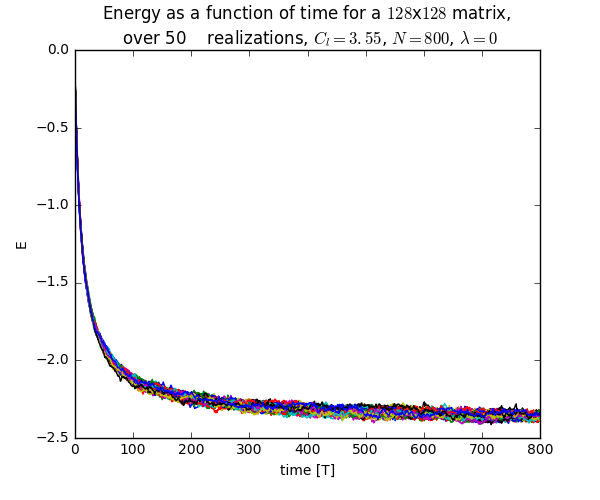 Energy as a function of time for a 128x128 matrix,
over 50    realizations, C_l = 3.55, N = 800, λ = 0
0.0
−0.5
−1.0
−1.5
−2.0
−2.5
E
0 100 200 300 400 500 600 700 800
time [T]